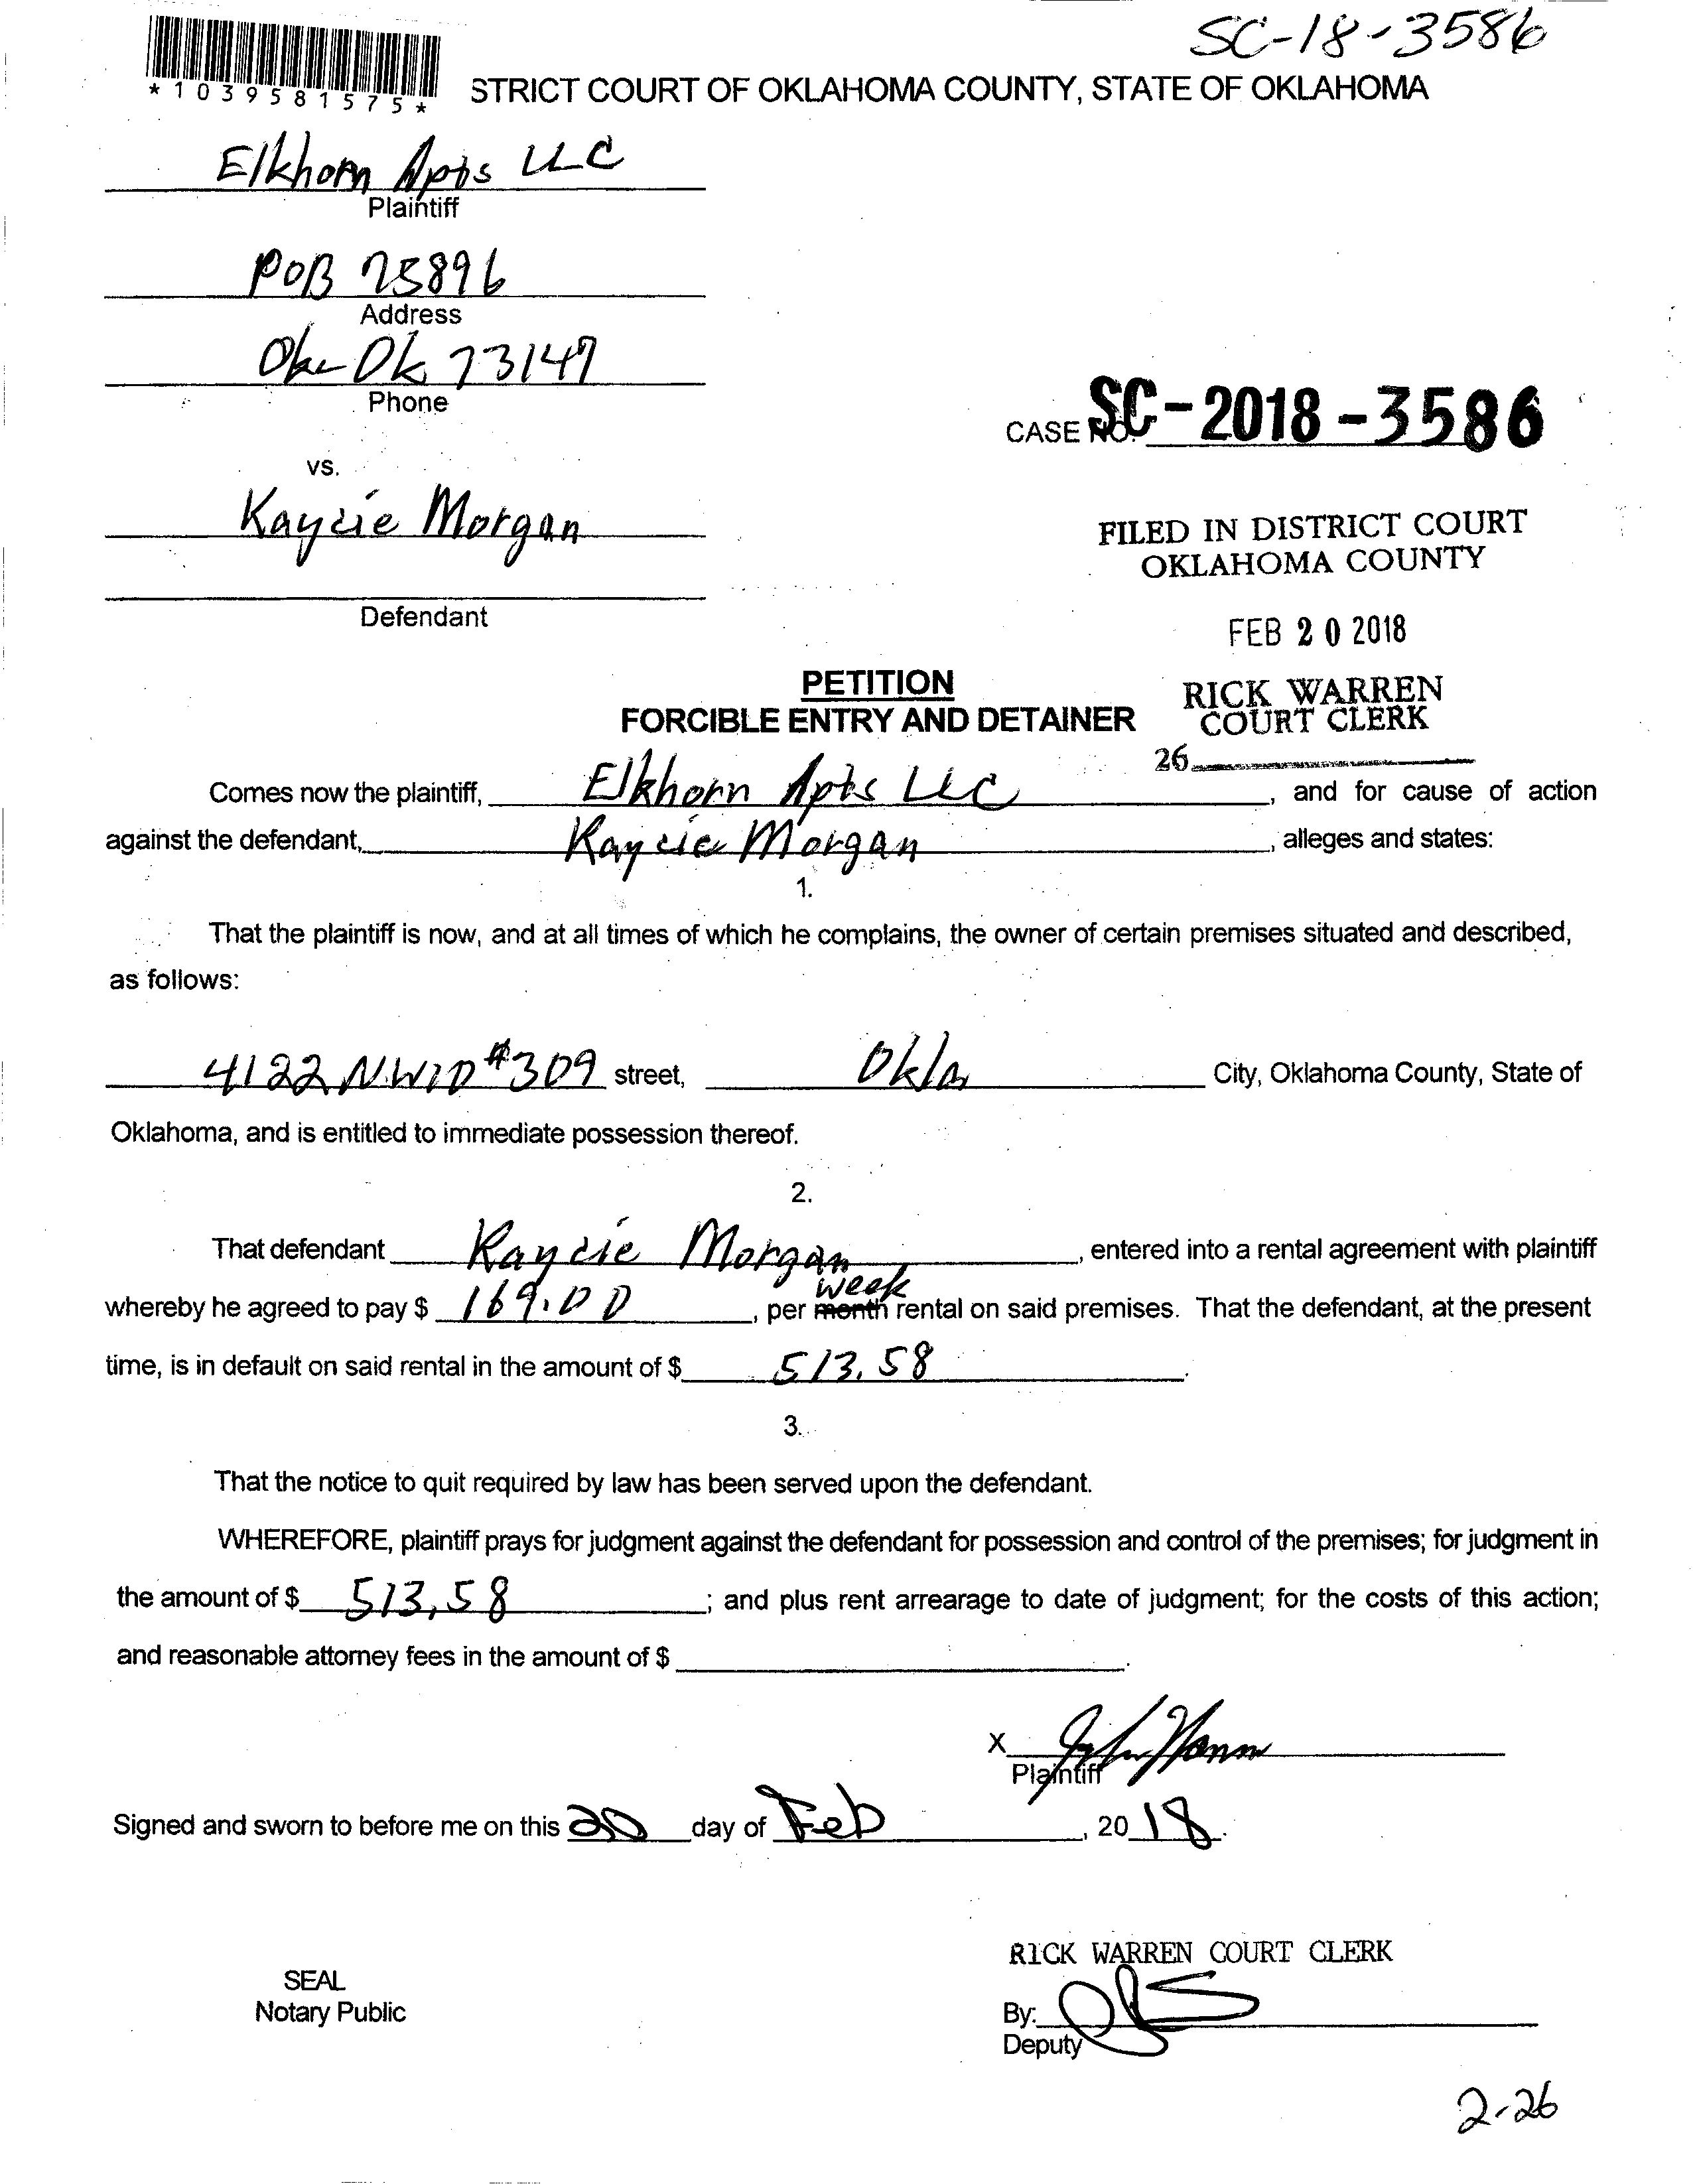 SC-18-3586
*1039581575*
STRICT COURT OF OKLAHOMA COUNTY, STATE OF OKLAHOMA
Elkhorn Apts LLC
Plaintiff
POB 75896
Address
Okc Ok 73147
Phone
CASE NO. SC-2018-3586
vs.
Kaycie Morgan
FILED IN DISTRICT COURT
OKLAHOMA COUNTY
Defendant
FEB 20 2018
PETITION
FORCIBLE ENTRY AND DETAINER
RICK WARREN
COURT CLERK
26
Comes now the plaintiff, Elkhorn Apts LLC, and for cause of action
against the defendant, Kaycie Morgan, alleges and states:
1.
That the plaintiff is now, and at all times of which he complains, the owner of certain premises situated and described,
as follows:
4122 NW10 #309 street, Okla City, Oklahoma County, State of
Oklahoma, and is entitled to immediate possession thereof.
2.
That defendant Kaycie Morgan, entered into a rental agreement with plaintiff
week
whereby he agreed to pay $ 169.00, per month rental on said premises. That the defendant, at the present
time, is in default on said rental in the amount of $ 513.58.
3.
That the notice to quit required by law has been served upon the defendant.
WHEREFORE, plaintiff prays for judgment against the defendant for possession and control of the premises; for judgment in
the amount of $ 513.58; and plus rent arrearage to date of judgment; for the costs of this action;
and reasonable attorney fees in the amount of $ .
X
Plaintiff
Signed and sworn to before me on this 20 day of Feb, 2018.
RICK WARREN COURT CLERK
SEAL
Notary Public
By:
Deputy
2-26